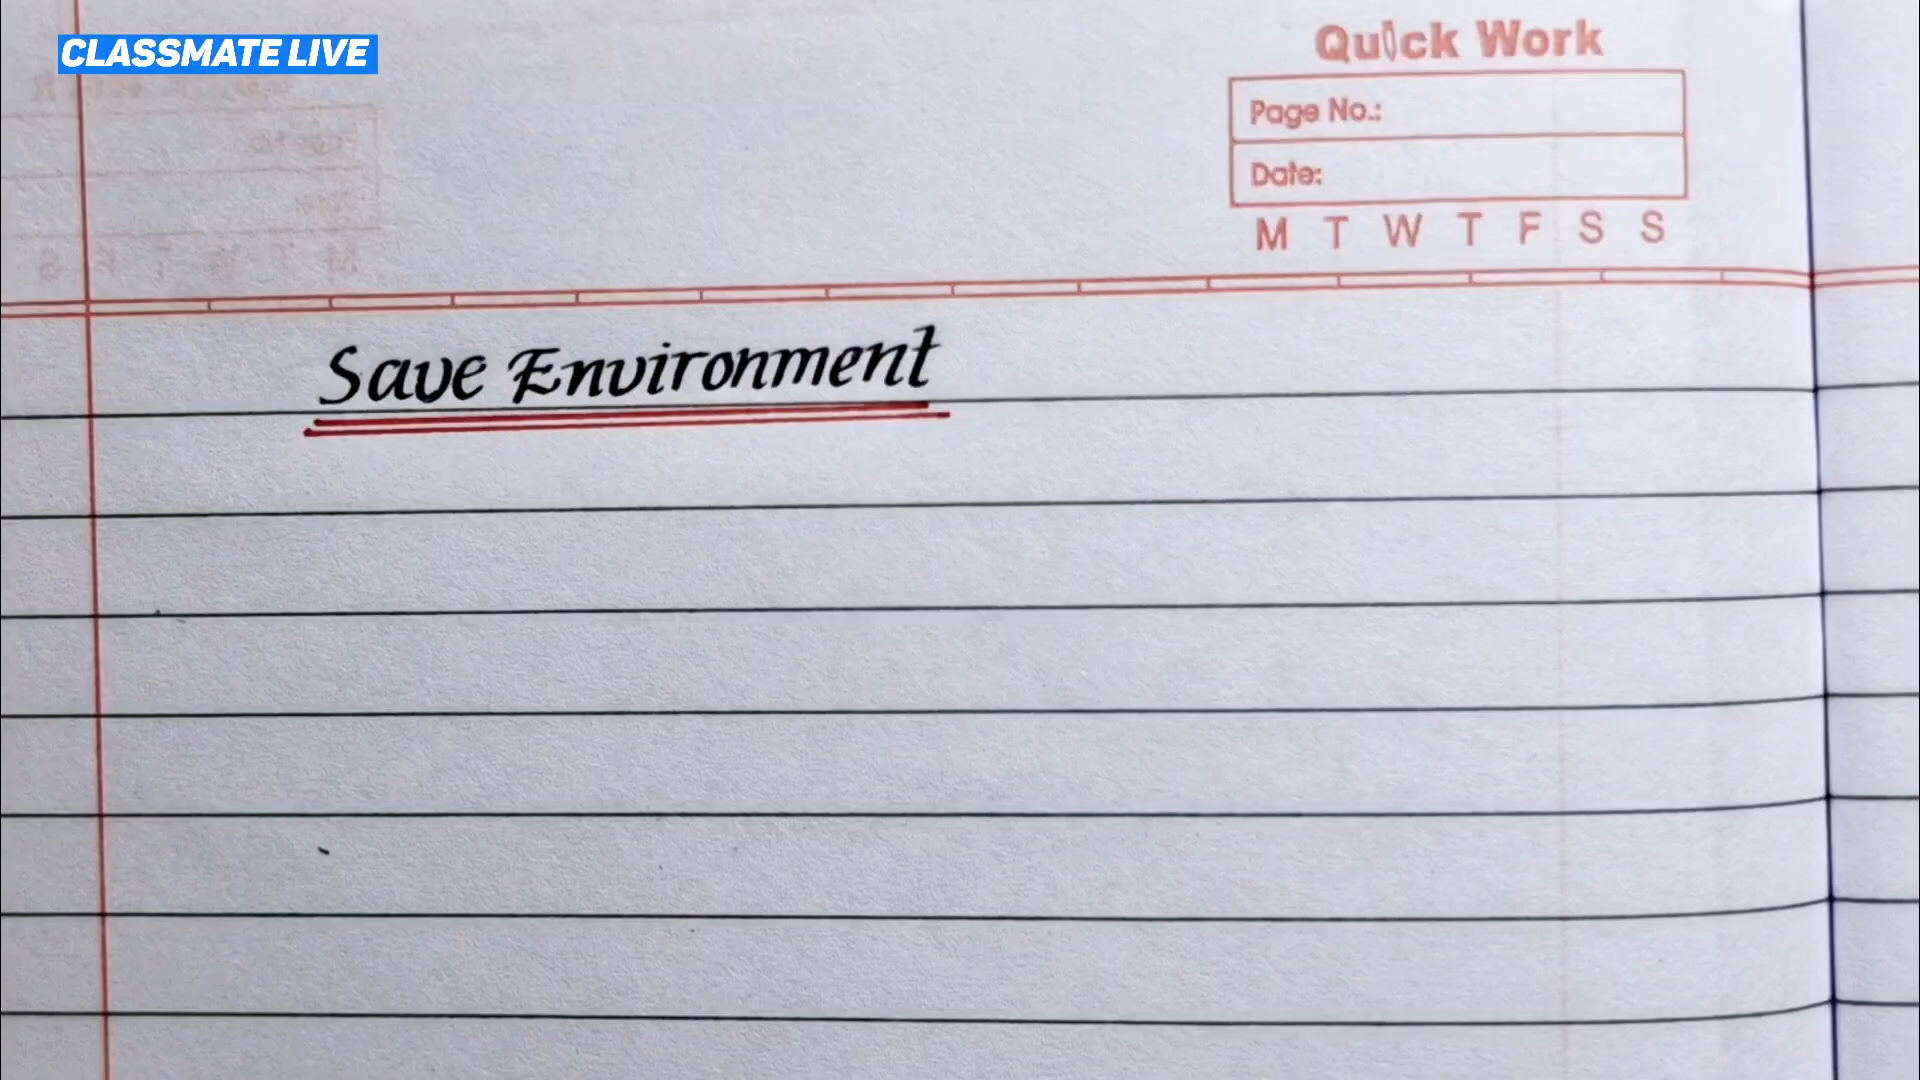 CLASSMATE LIVE
Quick Work
Page No.:
Date:
M T W T F S S
Save Environment